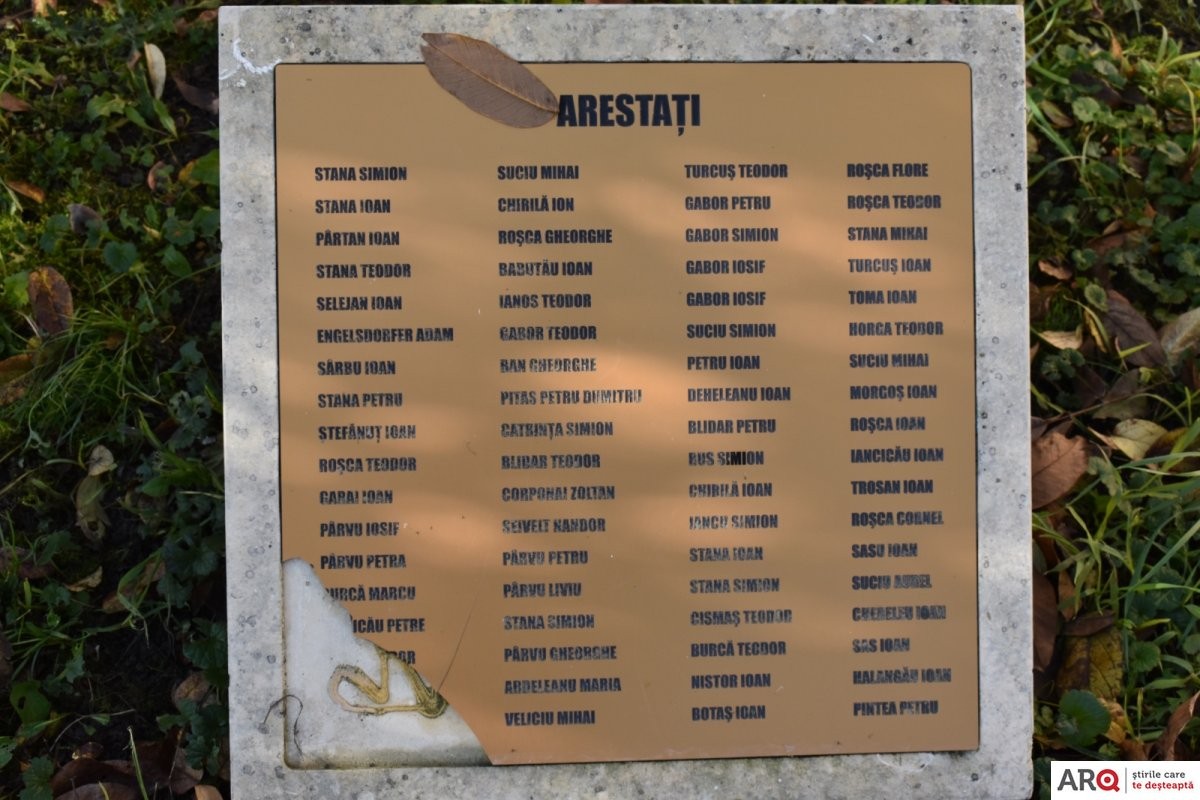 ARESTAȚI
STANA SIMION
STANA IOAN
PÂRTAN IOAN
STANA TEODOR
SELEJAN IOAN
ENGELSDORFER ADAM
SÂRBU IOAN
STANA PETRU
ȘTEFĂNUȚ IOAN
ROȘCA TEODOR
GARAI IOAN
PÂRVU IOSIF
PÂRVU PETRA
MARCU
PETRE
SUCIU MIHAI
CHIRILĂ ION
ROȘCA GHEORGHE
BABUȚĂU IOAN
IANOS TEODOR
GABOR TEODOR
BAN GHEORGHE
PITAS PETRU DUMITRU
CATRINȚA SIMION
BLIDAR TEODOR
CORPONAI ZOLTAN
SEIVELT NANDOR
PÂRVU PETRU
PÂRVU LIVIU
STANA SIMION
PÂRVU GHEORGHE
ARDELEANU MARIA
VELICIU MIHAI
TURCUȘ TEODOR
GABOR PETRU
GABOR SIMION
GABOR IOSIF
GABOR IOSIF
SUCIU SIMION
PETRU IOAN
DEHELEANU IOAN
BLIDAR PETRU
RUS SIMION
CHIRILĂ IOAN
IANCU SIMION
STANA IOAN
STANA SIMION
CISMAȘ TEODOR
BURCĂ TEODOR
NISTOR IOAN
BOTAȘ IOAN
ROȘCA FLORE
ROȘCA TEODOR
STANA MIHAI
TURCUȘ IOAN
TOMA IOAN
HORGA TEODOR
SUCIU MIHAI
MORGOȘ IOAN
ROȘCA IOAN
IANCICĂU IOAN
TROSAN IOAN
ROȘCA CORNEL
SASU IOAN
SUCIU AUREL
CHERELEU IOAN
SAS IOAN
HALANGĂU IOAN
PINTEA PETRU
ARQ
știrile care
te deșteaptă